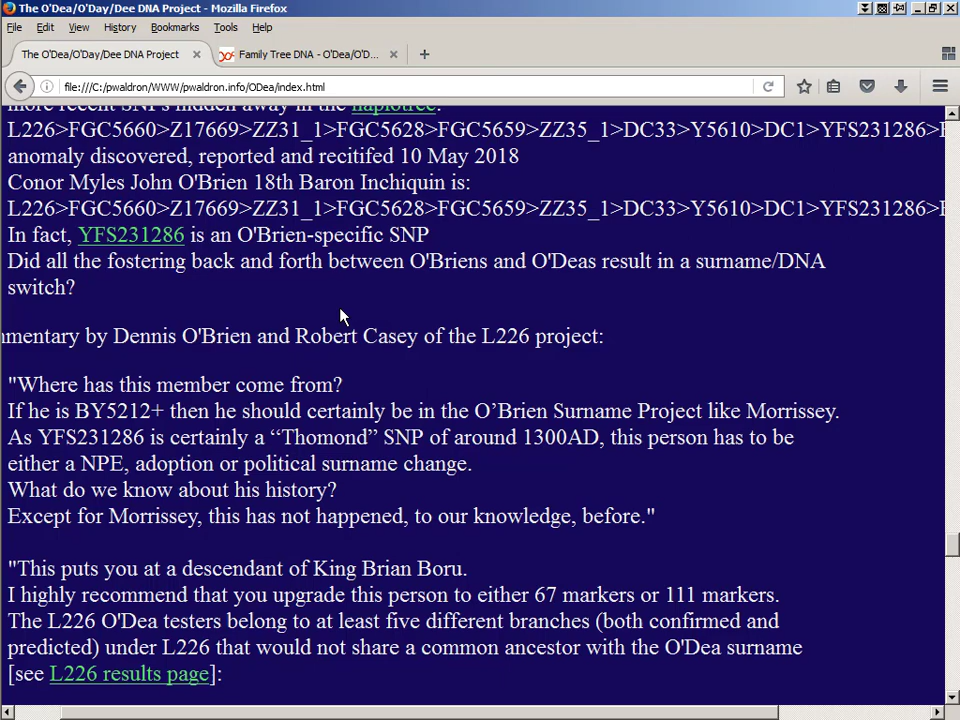 The O'Dea/O'Day/Dee DNA Project - Mozilla Firefox
File Edit View History Bookmarks Tools Help
The O'Dea/O'Day/Dee DNA Project Family Tree DNA - O'Dea/O'D...
file:///C:/pwaldron/WWW/pwaldron.info/ODea/index.html
more recent SNPs hidden away in the haplotree:
L226>FGC5660>Z17669>ZZ31_1>FGC5628>FGC5659>ZZ35_1>DC33>Y5610>DC1>YFS231286>
anomaly discovered, reported and recitifed 10 May 2018
Conor Myles John O'Brien 18th Baron Inchiquin is:
L226>FGC5660>Z17669>ZZ31_1>FGC5628>FGC5659>ZZ35_1>DC33>Y5610>DC1>YFS231286>
In fact, YFS231286 is an O'Brien-specific SNP
Did all the fostering back and forth between O'Briens and O'Deas result in a surname/DNA
switch?
mmentary by Dennis O'Brien and Robert Casey of the L226 project:
"Where has this member come from?
If he is BY5212+ then he should certainly be in the O’Brien Surname Project like Morrissey.
As YFS231286 is certainly a “Thomond” SNP of around 1300AD, this person has to be
either a NPE, adoption or political surname change.
What do we know about his history?
Except for Morrissey, this has not happened, to our knowledge, before."
"This puts you at a descendant of King Brian Boru.
I highly recommend that you upgrade this person to either 67 markers or 111 markers.
The L226 O'Dea testers belong to at least five different branches (both confirmed and
predicted) under L226 that would not share a common ancestor with the O'Dea surname
[see L226 results page]: